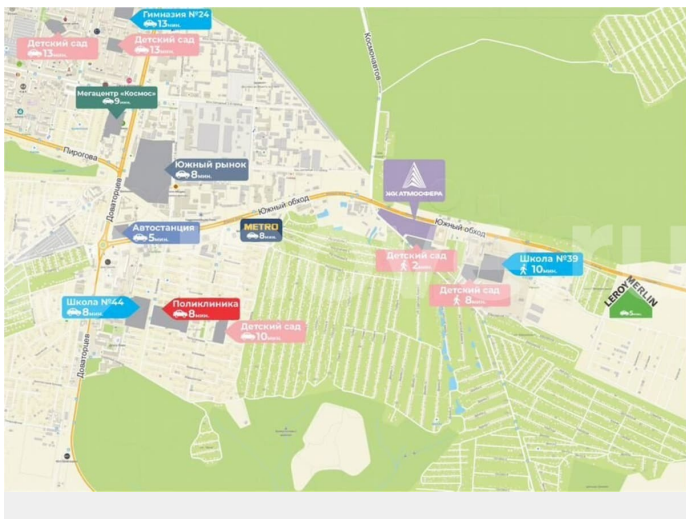 Гимназия №24
13 мин.
Детский сад
13 мин.
Детский сад
13 мин.
Космонавтов
Мегацентр «Космос»
9 мин.
Пирогова
Южный рынок
8 мин.
ЖК АТМОСФЕРА
Доваторцев
Южный обход
Южный обход
Автостанция
5 мин.
METRO
8 мин.
ru
Детский сад
2 мин.
Школа №39
10 мин.
Детский сад
8 мин.
LEROY MERLIN
5 мин.
Школа №44
8 мин.
Поликлиника
8 мин.
Детский сад
10 мин.
Доваторцев